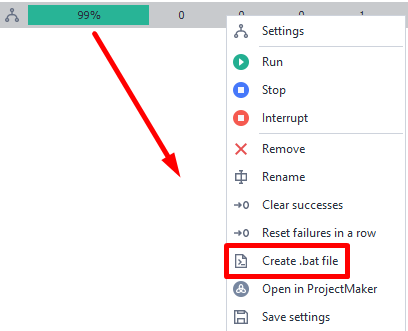 99% 0 0 0 1
Settings
Run
Stop
Interrupt
Remove
Rename
Clear successes
Reset failures in a row
Create .bat file
Open in ProjectMaker
Save settings